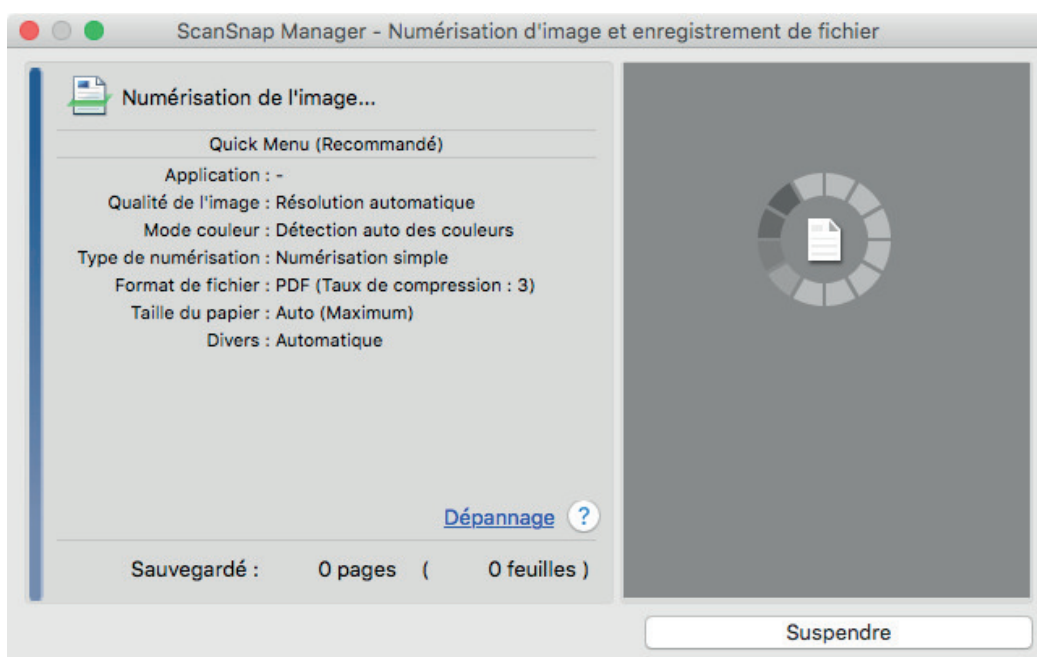 ScanSnap Manager - Numérisation d'image et enregistrement de fichier
Numérisation de l'image...
Quick Menu (Recommandé)
Application : -
Qualité de l'image : Résolution automatique
Mode couleur : Détection auto des couleurs
Type de numérisation : Numérisation simple
Format de fichier : PDF (Taux de compression : 3)
Taille du papier : Auto (Maximum)
Divers : Automatique
Dépannage ?
Sauvegardé : 0 pages ( 0 feuilles )
Suspendre